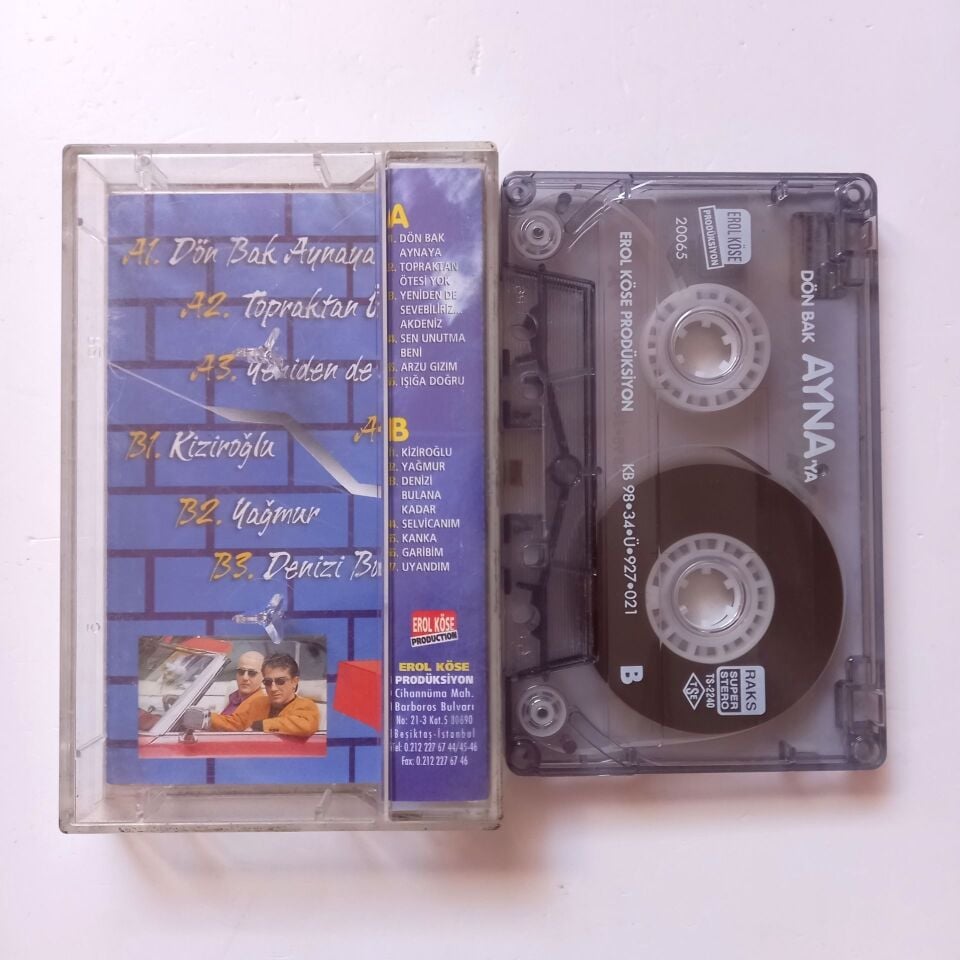 A1. Dön Bak Aynaya
A2. Topraktan
A3. Yeniden de
B1. Kiziroğlu
B2. Yağmur
B3. Denizi
A
DÖN BAK
AYNAYA
TOPRAKTAN
ÖTESİ YOK
YENİDEN DE
SEVEBİLİRİZ...
AKDENİZ
SEN UNUTMA
BENİ
ARZU GIZIM
IŞIĞA DOĞRU
B
KİZİROĞLU
YAĞMUR
DENİZİ
BULANA
KADAR
SELVİCANIM
KANKA
GARİBİM
UYANDIM
EROL KÖSE
PRODUCTION
EROL KÖSE
PRODÜKSİYON
Cihannüma Mah.
Barboros Bulvarı
No: 21-3 Kat.5 80690
Beşiktaş-İstanbul
Tel: 0.212 227 67 44/45-46
Fax: 0.212 227 67 46
EROL KÖSE
PRODÜKSİYON
20065
EROL KÖSE PRODÜKSİYON
KB 98•34•Ü•927•021
B
DÖN BAK AYNA'YA
RAKS
SUPER
STERO
TS-2240
TSE